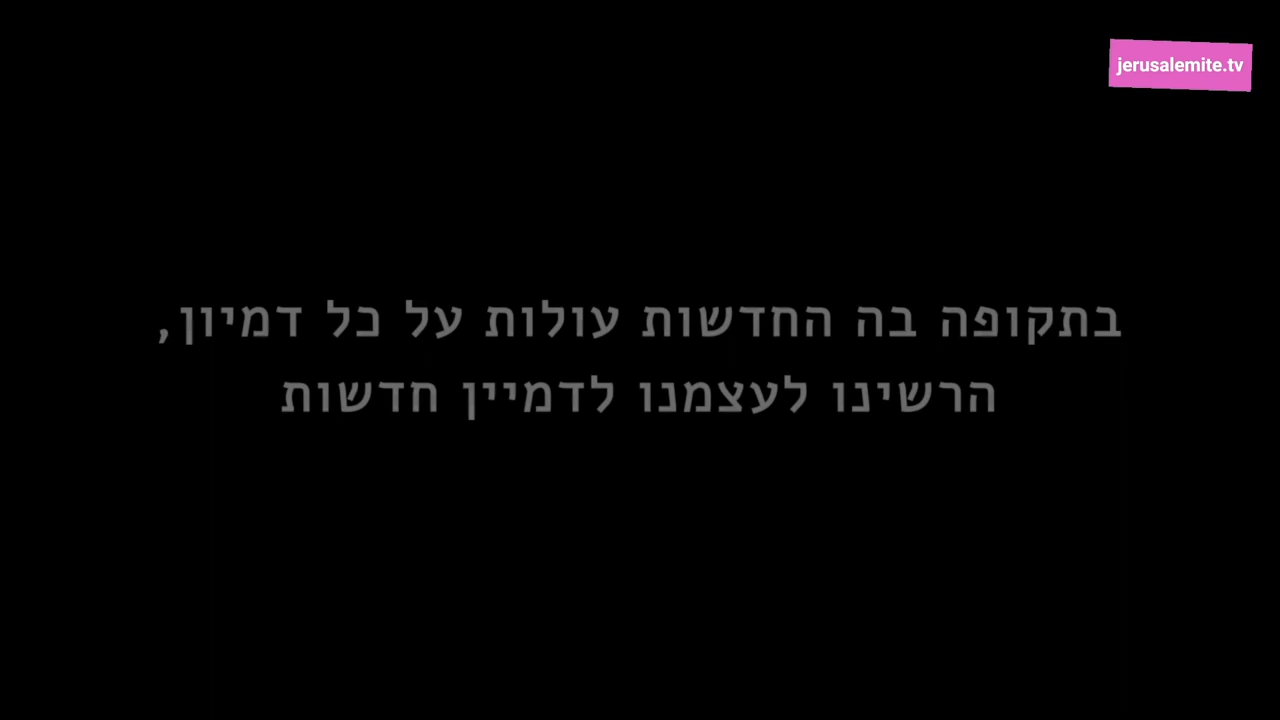 jerusalemite.tv
בתקופה בה החדשות עולות על כל דמיון,
הרשינו לעצמנו לדמיין חדשות